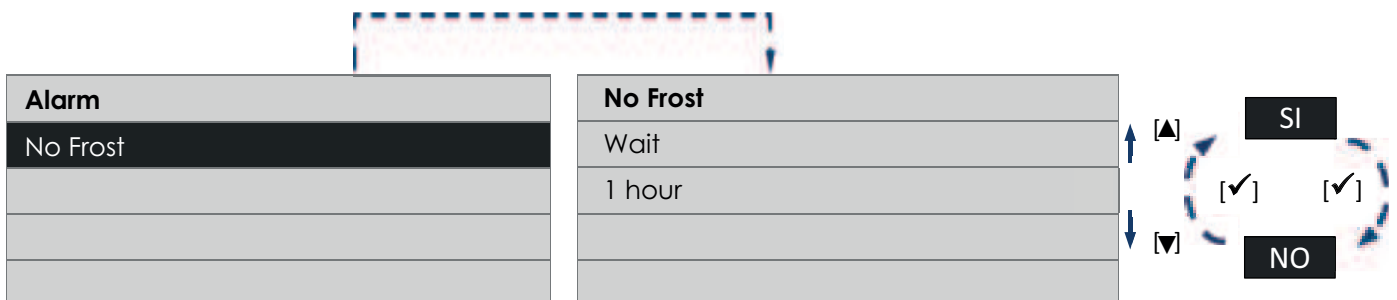 Alarm
No Frost
No Frost
Wait
1 hour
[▲]
[▼]
SI
[✔] [✔]
NO